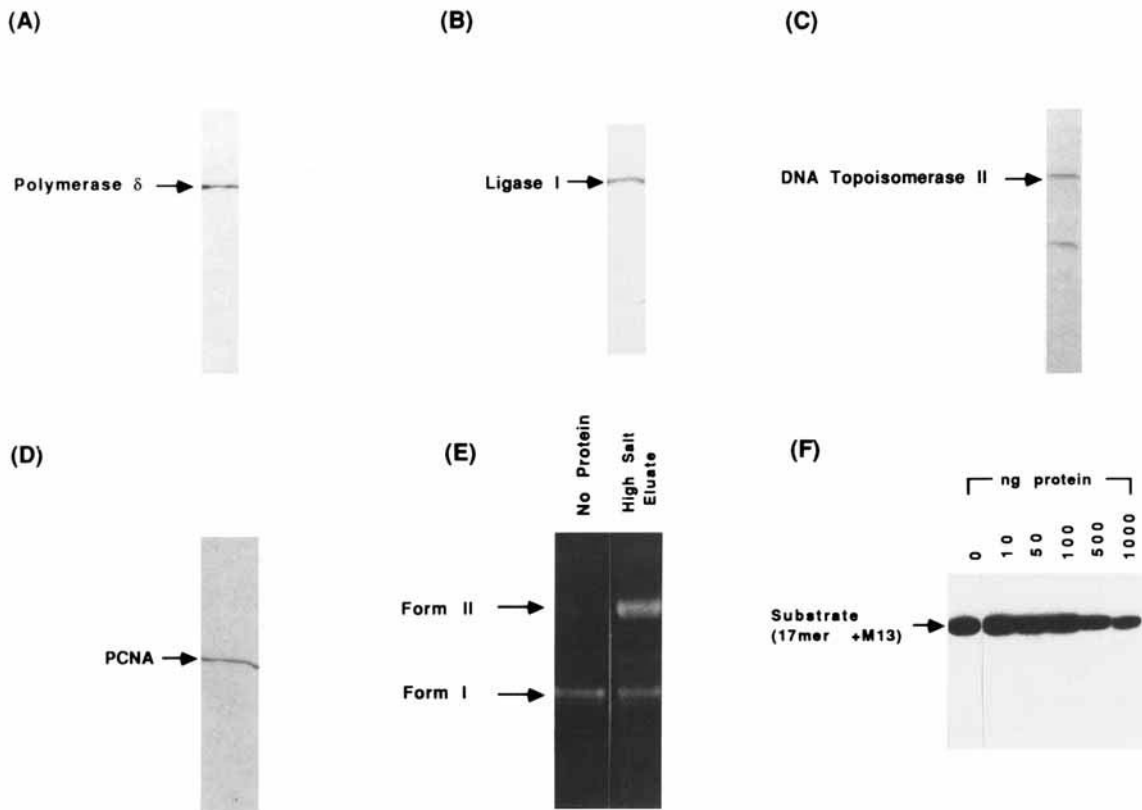 (A)
(B)
(C)
Polymerase δ
Ligase I
DNA Topoisomerase II
(D)
(E)
(F)
No Protein
High Salt
Eluate
ng protein
0
10
50
100
500
1000
Form II
Substrate
(17mer +M13)
PCNA
Form I